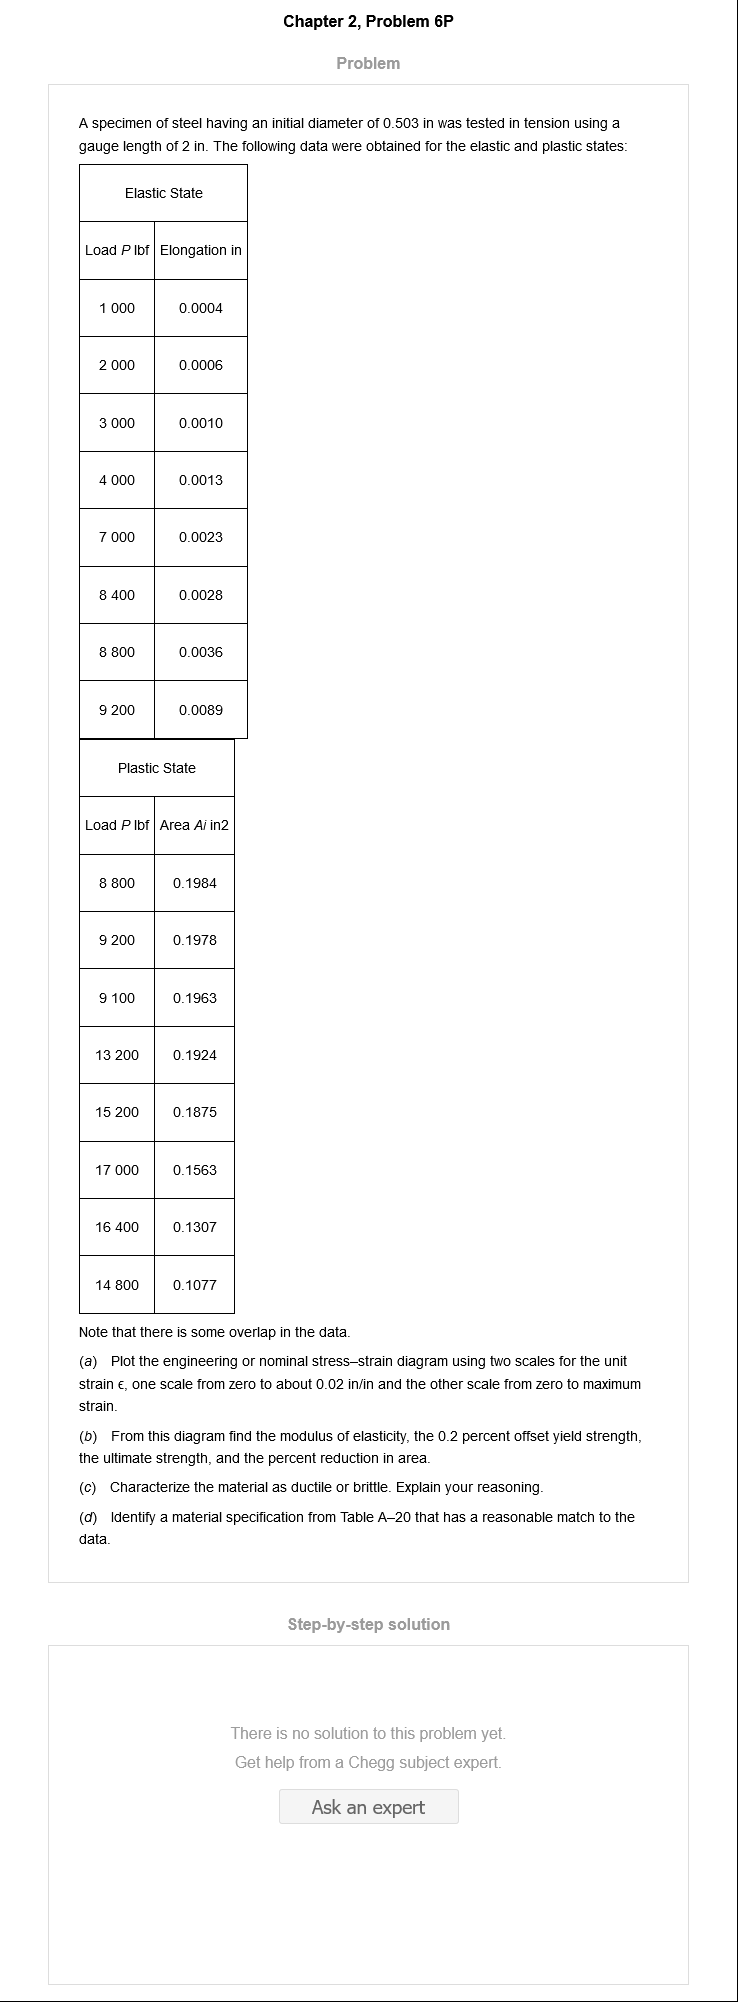 Chapter 2, Problem 6P
Problem
A specimen of steel having an initial diameter of 0.503 in was tested in tension using a
gauge length of 2 in. The following data were obtained for the elastic and plastic states:
Elastic State
Load P lbf Elongation in
1 000 0.0004
2 000 0.0006
3 000 0.0010
4 000 0.0013
7 000 0.0023
8 400 0.0028
8 800 0.0036
9 200 0.0089
Plastic State
Load P lbf Area Ai in2
8 800 0.1984
9 200 0.1978
9 100 0.1963
13 200 0.1924
15 200 0.1875
17 000 0.1563
16 400 0.1307
14 800 0.1077
Note that there is some overlap in the data.
(a) Plot the engineering or nominal stress–strain diagram using two scales for the unit
strain ϵ, one scale from zero to about 0.02 in/in and the other scale from zero to maximum
strain.
(b) From this diagram find the modulus of elasticity, the 0.2 percent offset yield strength,
the ultimate strength, and the percent reduction in area.
(c) Characterize the material as ductile or brittle. Explain your reasoning.
(d) Identify a material specification from Table A–20 that has a reasonable match to the
data.
Step-by-step solution
There is no solution to this problem yet.
Get help from a Chegg subject expert.
Ask an expert